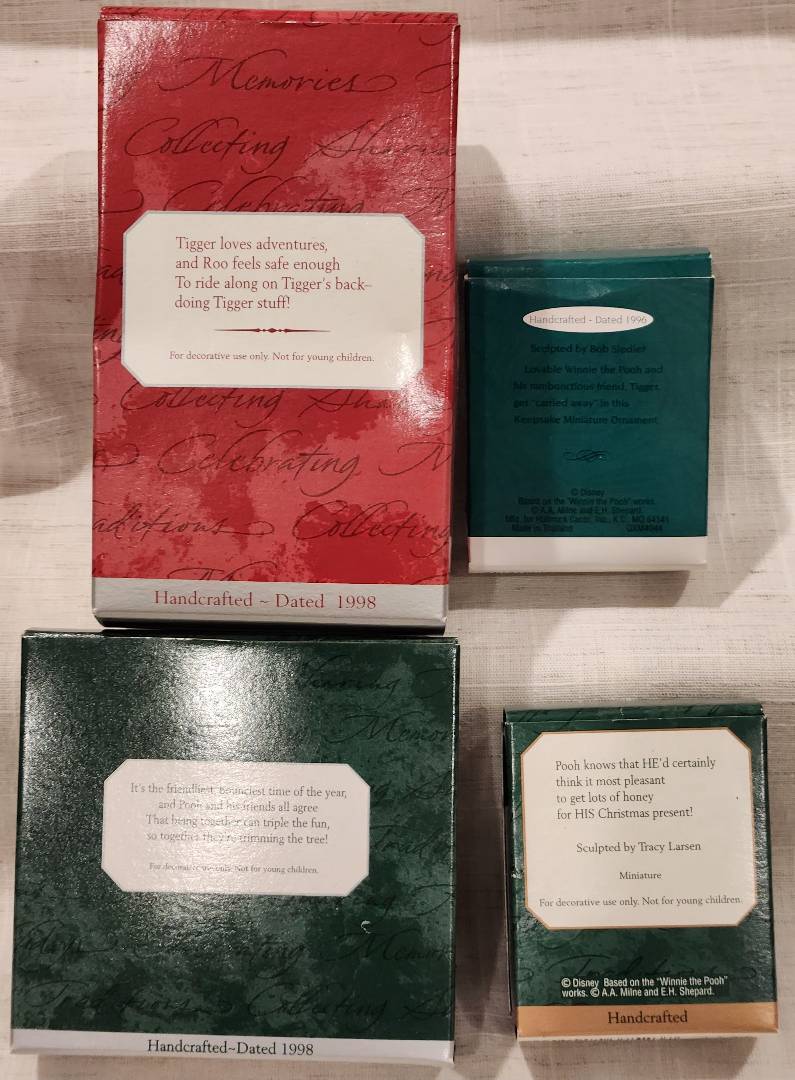 Memories
Collecting Sharing
Celebrating
Tigger loves adventures,
and Roo feels safe enough
To ride along on Tigger's back–
doing Tigger stuff!
For decorative use only. Not for young children.
Collecting Sha
Celebrating M
aditions Collecting
Handcrafted ~ Dated 1998
Handcrafted - Dated 1996
Sculpted by Bob Siedler
Lovable Winnie the Pooh and
his rambunctious friend, Tigger,
get "carried away" in this
Keepsake Miniature Ornament.
© Disney
Based on the "Winnie the Pooh" works.
© A.A. Milne and E.H. Shepard.
Mfd. for Hallmark Cards, Inc., K.C., MO 64141
Made in Thailand QXM4044
Sharing
Memor
It's the friendliest, bounciest time of the year,
and Pooh and his friends all agree
That being together can triple the fun,
so together they're trimming the tree!
For decorative use only. Not for young children.
Handcrafted~Dated 1998
Pooh knows that HE'd certainly
think it most pleasant
to get lots of honey
for HIS Christmas present!
Sculpted by Tracy Larsen
Miniature
For decorative use only. Not for young children.
© Disney Based on the "Winnie the Pooh"
works. © A.A. Milne and E.H. Shepard.
Handcrafted